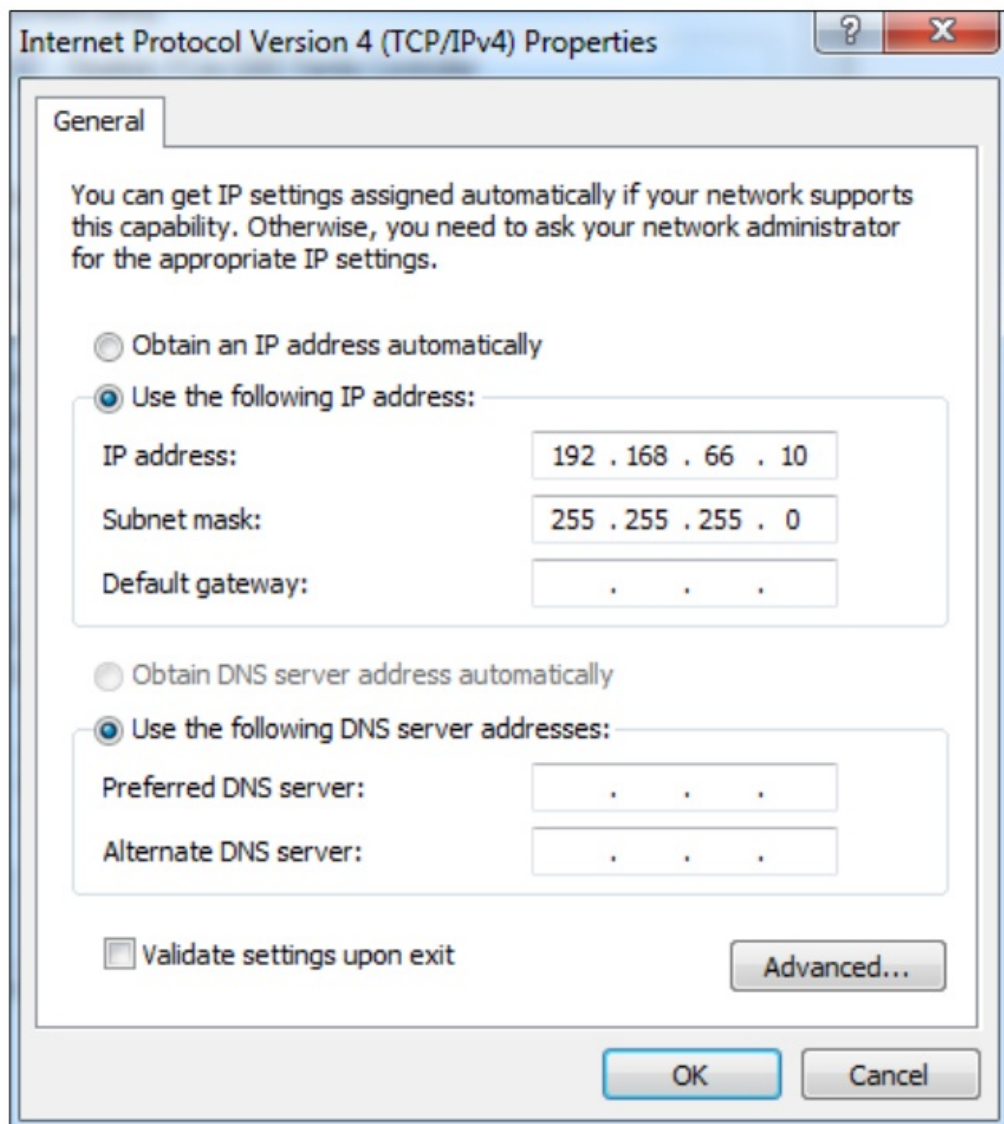 Internet Protocol Version 4 (TCP/IPv4) Properties
?
General
You can get IP settings assigned automatically if your network supports
this capability. Otherwise, you need to ask your network administrator
for the appropriate IP settings.
Obtain an IP address automatically
Use the following IP address:
IP address: 192 . 168 . 66 . 10
Subnet mask: 255 . 255 . 255 . 0
Default gateway: . . .
Obtain DNS server address automatically
Use the following DNS server addresses:
Preferred DNS server: . . .
Alternate DNS server: . . .
Validate settings upon exit
Advanced...
OK Cancel